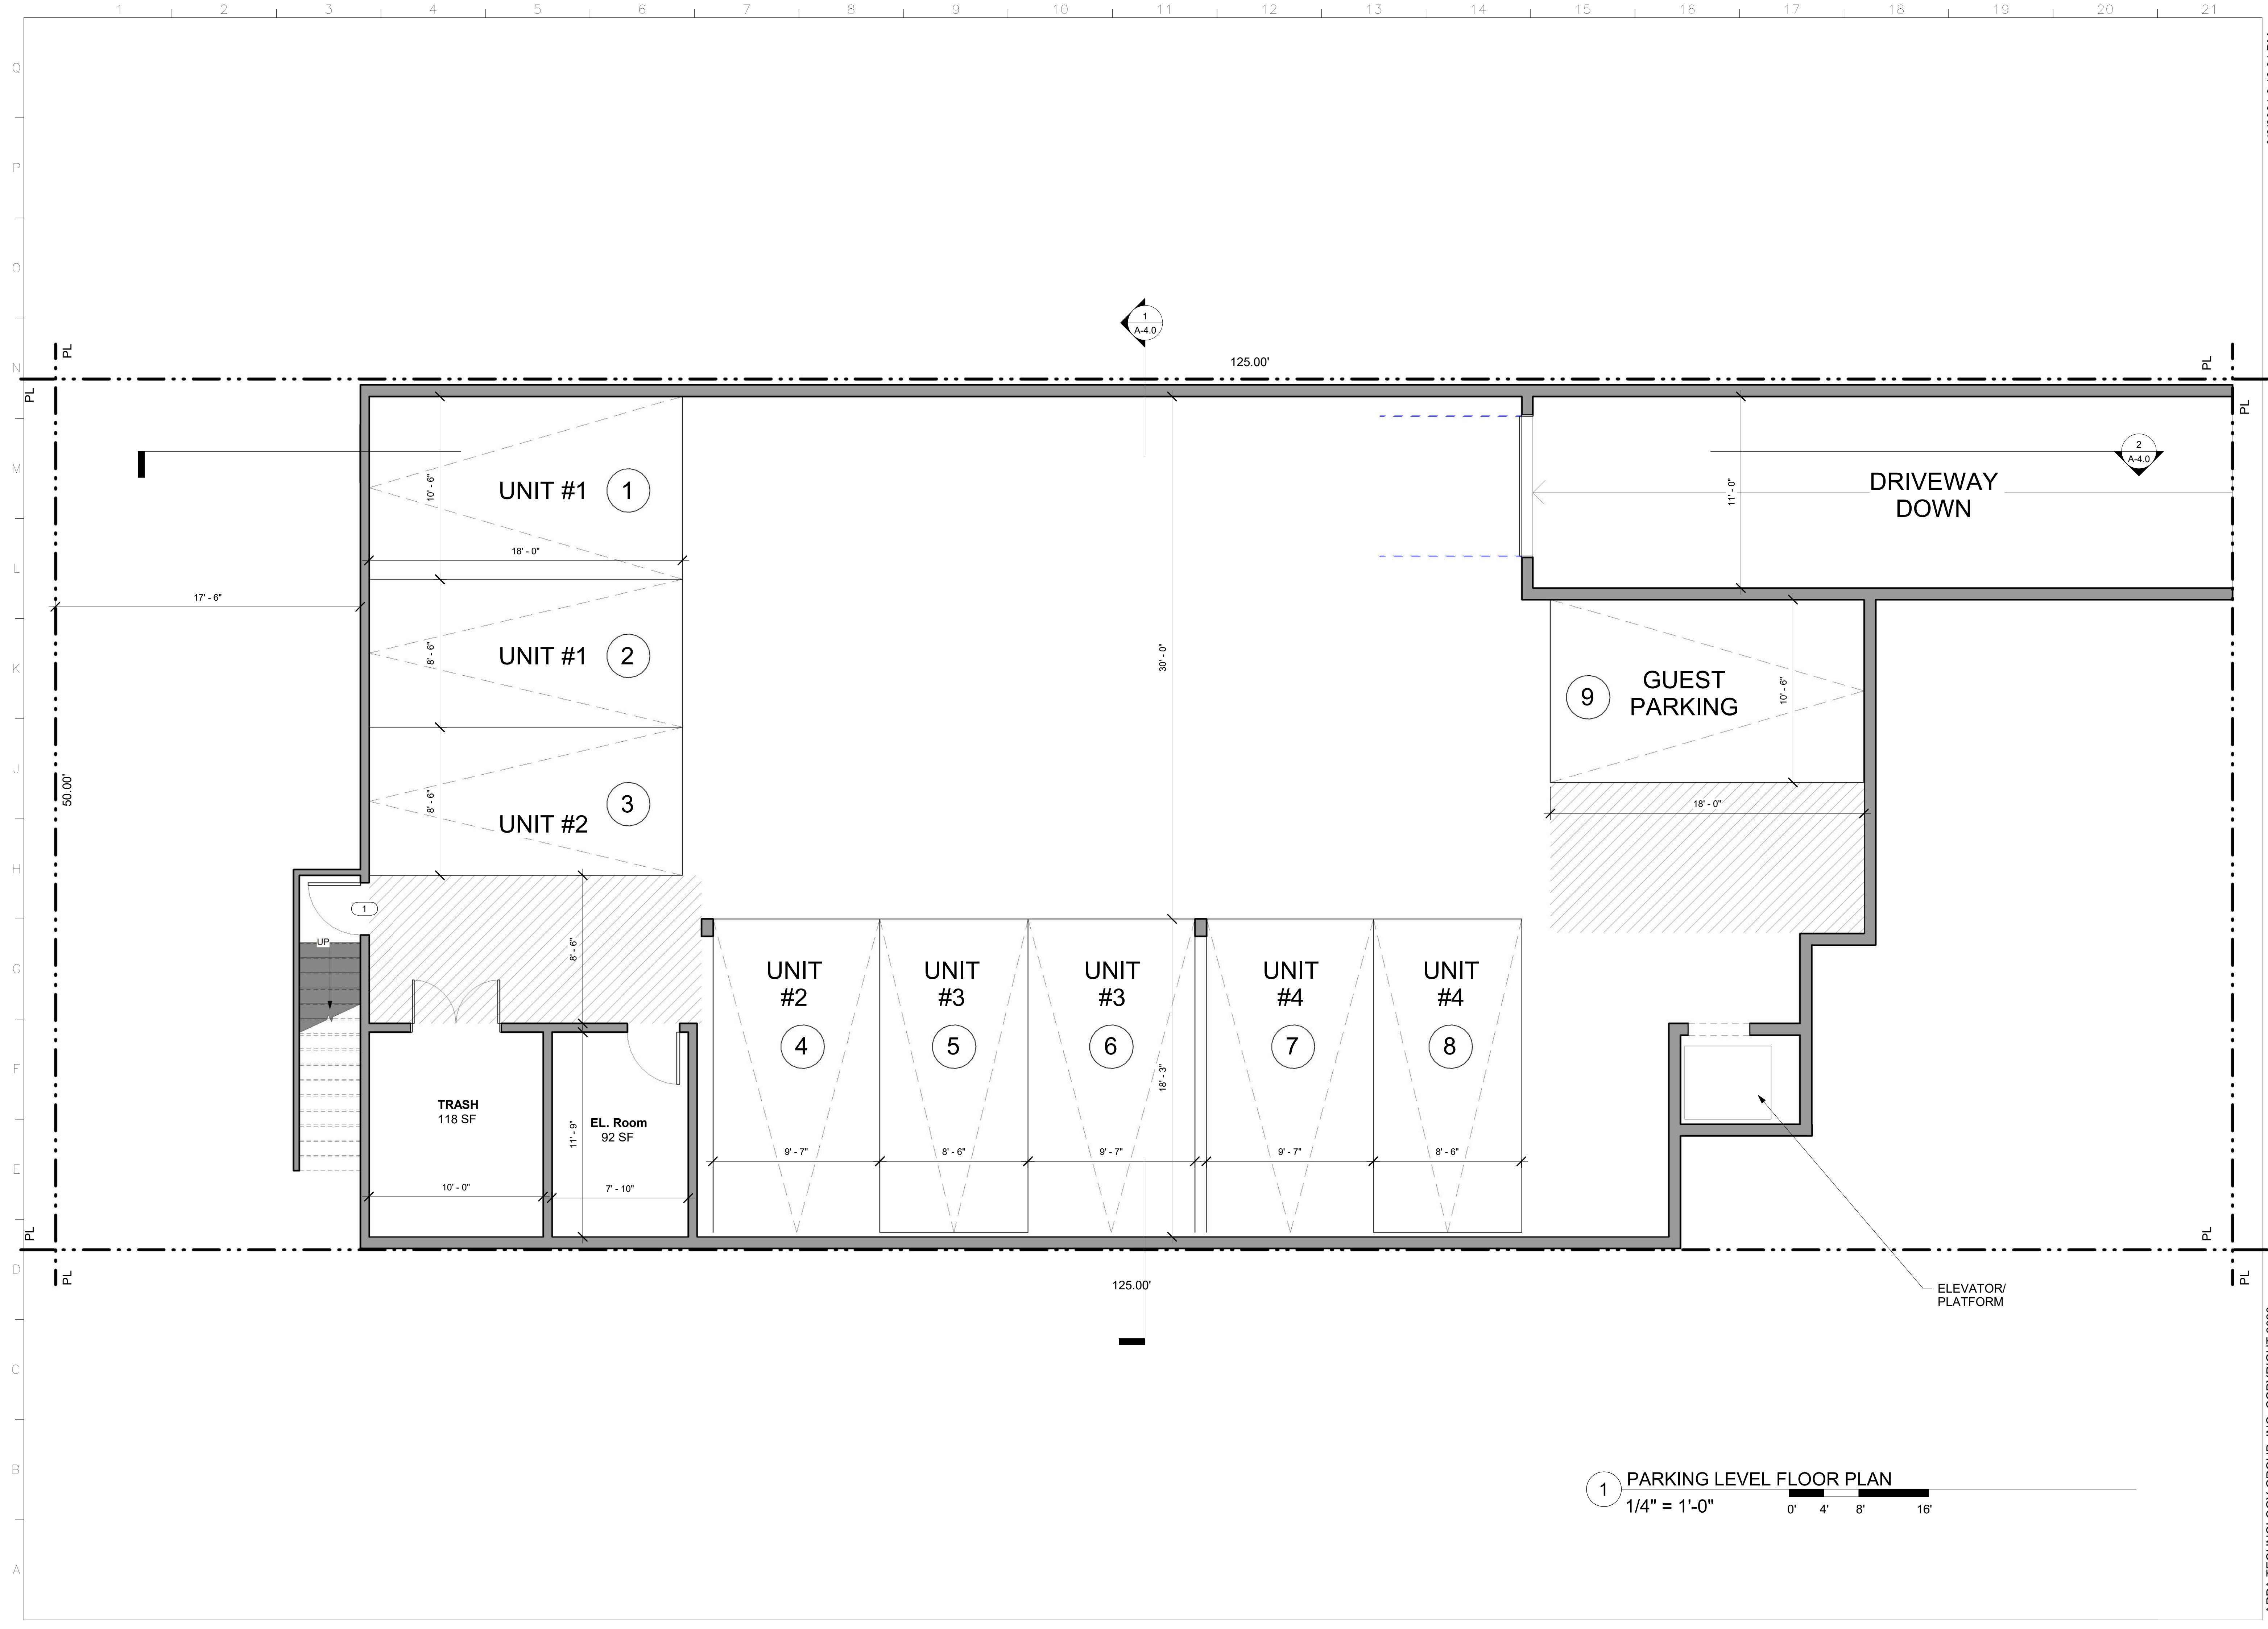 1 2 3 4 5 6 7 8 9 10 11 12 13 14 15 16 17 18 19 20 21
Q
P
O
N
M
L
K
J
H
G
F
E
D
C
B
A
1
A-4.0
125.00'
PL
PL
PL
PL
2
A-4.0
DRIVEWAY
DOWN
11' - 0"
10' - 6"
UNIT #1 1
18' - 0"
17' - 6"
8' - 6"
UNIT #1 2
30' - 0"
9 GUEST
PARKING
10' - 6"
50.00'
8' - 6"
UNIT #2 3
18' - 0"
1
UP
8' - 6"
UNIT
#2
4
UNIT
#3
5
UNIT
#3
6
UNIT
#4
7
UNIT
#4
8
18' - 3"
TRASH
118 SF
EL. Room
92 SF
11' - 9"
10' - 0"
7' - 10"
9' - 7"
8' - 6"
9' - 7"
9' - 7"
8' - 6"
PL
PL
PL
PL
125.00'
ELEVATOR/
PLATFORM
1 PARKING LEVEL FLOOR PLAN
1/4" = 1'-0"
0' 4' 8' 16'